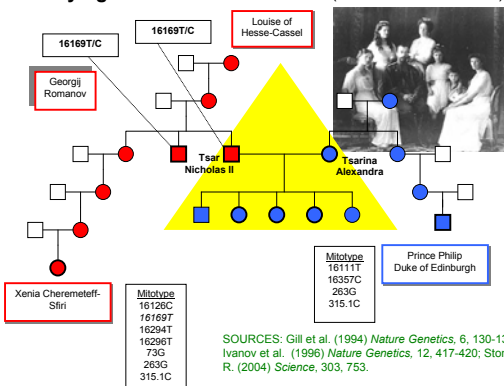 16169T/C
16169T/C
Louise of
Hesse-Cassel
Georgij
Romanov
Tsar
Nicholas II
Tsarina
Alexandra
Xenia Cheremeteff-
Sfiri
Mitotype
16126C
16169T
16294T
16296T
73G
263G
315.1C
Mitotype
16111T
16357C
263G
315.1C
Prince Philip
Duke of Edinburgh
SOURCES: Gill et al. (1994) Nature Genetics, 6, 130-13
Ivanov et al. (1996) Nature Genetics, 12, 417-420; Sto
R. (2004) Science, 303, 753.